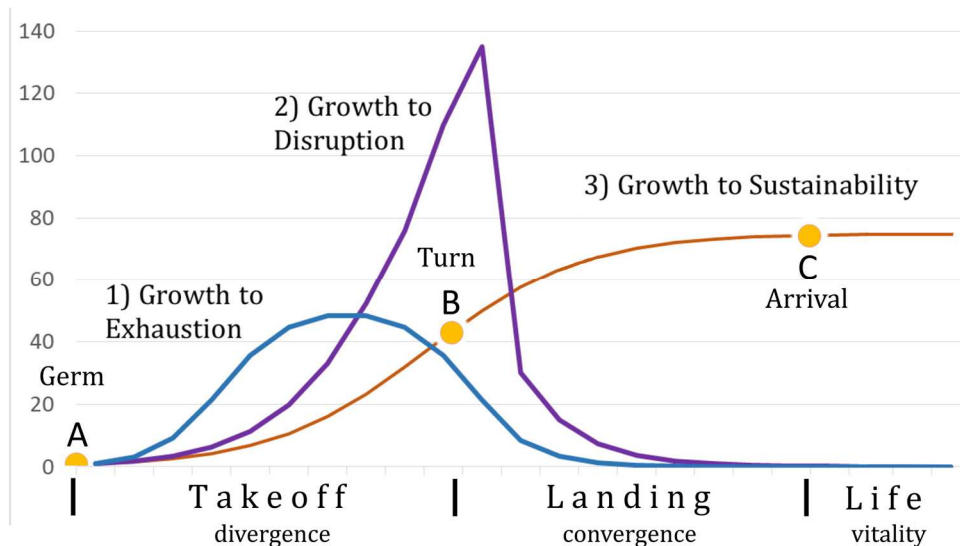 140
120
100
80
60
40
20
0
2) Growth to
Disruption
3) Growth to Sustainability
Turn
B
C
Arrival
1) Growth to
Exhaustion
Germ
A
| Takeoff | Landing | Life
divergence convergence vitality